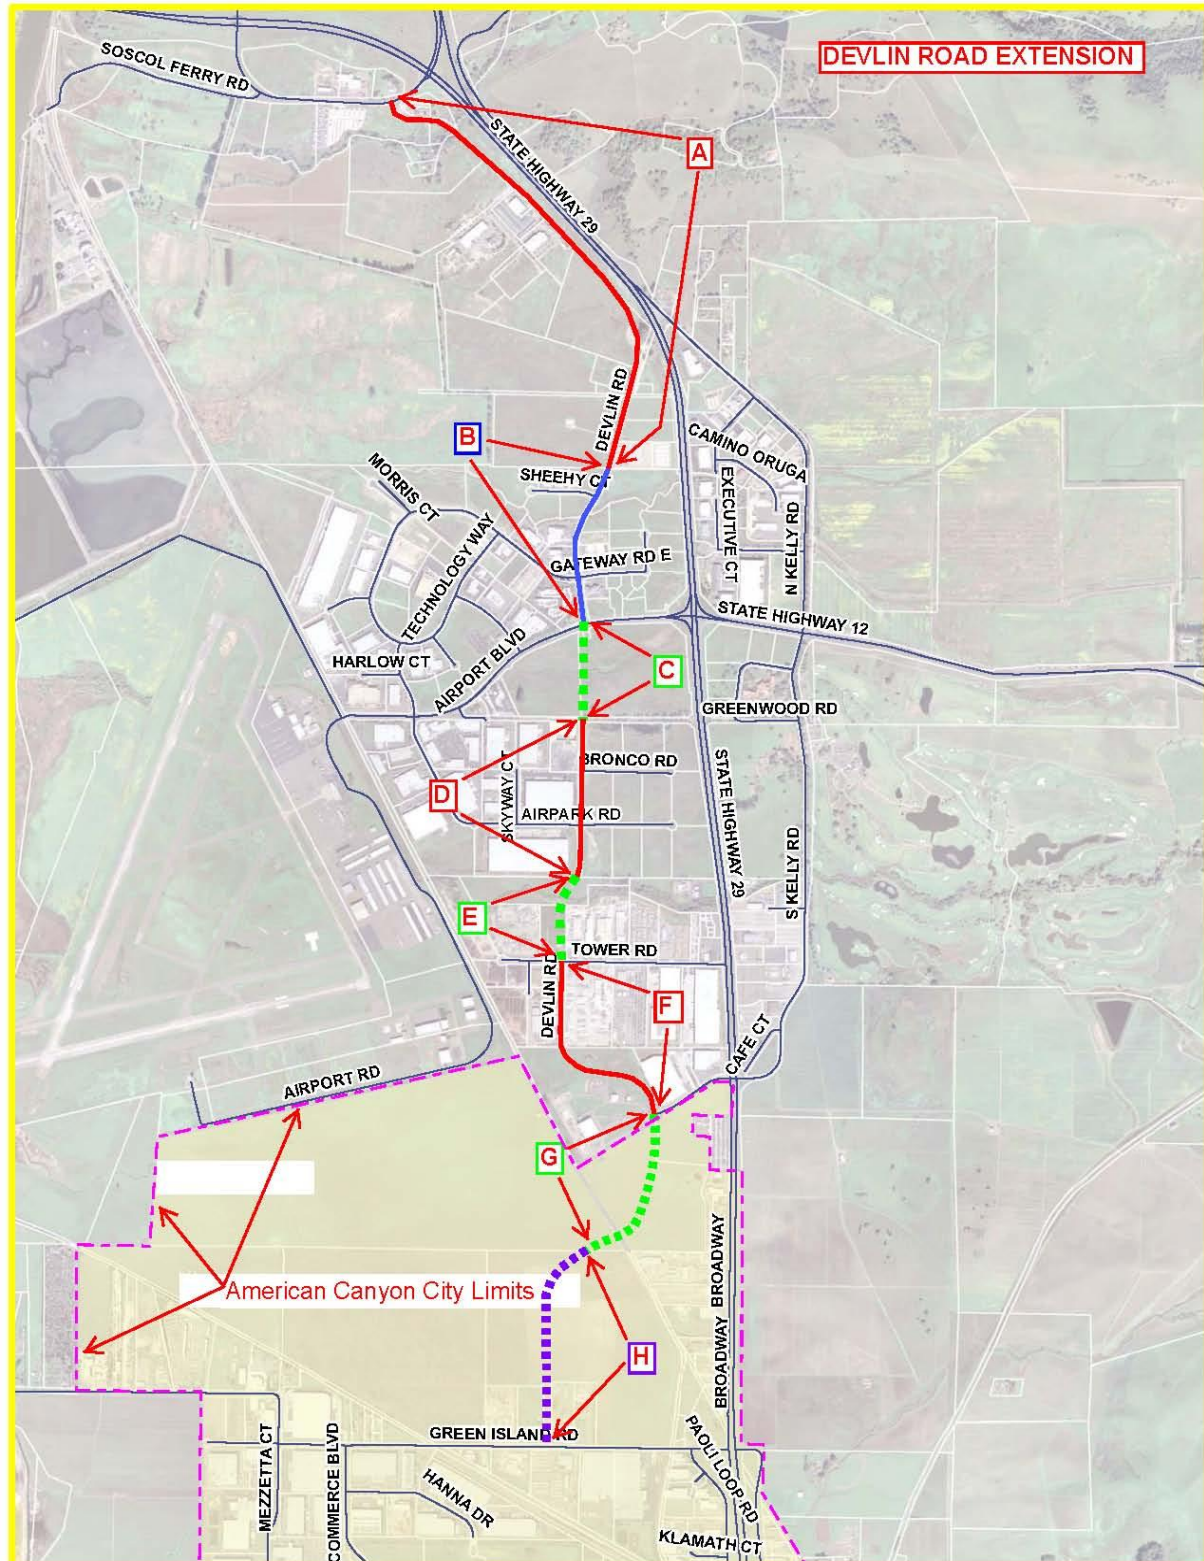 DEVLIN ROAD EXTENSION
SOSCOL FERRY RD
STATE HIGHWAY 29
A
DEVLIN RD
B
CAMINO ORUGA
SHEEHY CT
MORRIS CT
EXECUTIVE CT
N KELLY RD
TECHNOLOGY WAY
GATEWAY RD E
STATE HIGHWAY 12
HARLOW CT
AIRPORT BLVD
C
GREENWOOD RD
BRONCO RD
SKYWAY CT
D
STATE HIGHWAY 29
AIRPARK RD
S KELLY RD
E
TOWER RD
DEVLIN RD
F
CAFE CT
AIRPORT RD
G
BROADWAY
American Canyon City Limits
H
BROADWAY
GREEN ISLAND RD
PAOLI LOOP RD
MEZZETTA CT
COMMERCE BLVD
HANNA DR
KLAMATH CT